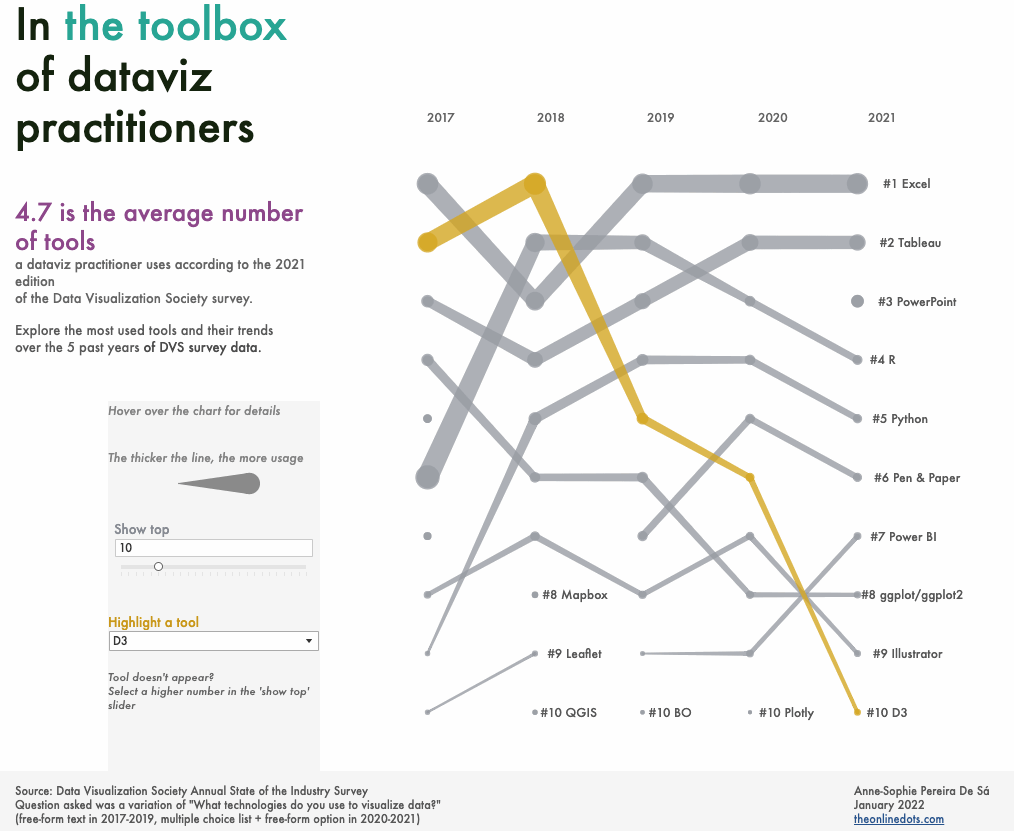 In the toolbox
of dataviz
practitioners
4.7 is the average number
of tools
a dataviz practitioner uses according to the 2021
edition
of the Data Visualization Society survey.
Explore the most used tools and their trends
over the 5 past years of DVS survey data.
Hover over the chart for details
The thicker the line, the more usage
Show top
10
Highlight a tool
D3
Tool doesn't appear?
Select a higher number in the 'show top'
slider
2017 2018 2019 2020 2021
#1 Excel
#2 Tableau
#3 PowerPoint
#4 R
#5 Python
#6 Pen & Paper
#7 Power BI
#8 Mapbox #8 ggplot/ggplot2
#9 Leaflet #9 Illustrator
#10 QGIS #10 BO #10 Plotly #10 D3
Source: Data Visualization Society Annual State of the Industry Survey
Question asked was a variation of "What technologies do you use to visualize data?"
(free-form text in 2017-2019, multiple choice list + free-form option in 2020-2021)
Anne-Sophie Pereira De Sá
January 2022
theonlinedots.com